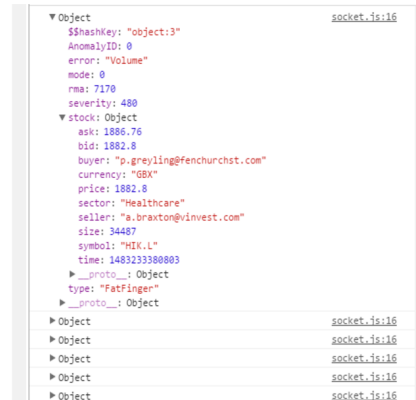 ▼Object socket.js:16
$$hashKey: "object:3"
AnomalyID: 0
error: "Volume"
mode: 0
rma: 7170
severity: 480
▼stock: Object
ask: 1886.76
bid: 1882.8
buyer: "p.greyling@fenchurchst.com"
currency: "GBX"
price: 1882.8
sector: "Healthcare"
seller: "a.braxton@vinvest.com"
size: 34487
symbol: "HIK.L"
time: 1483233380803
▶__proto__: Object
type: "FatFinger"
▶__proto__: Object
▶Object socket.js:16
▶Object socket.js:16
▶Object socket.js:16
▶Object socket.js:16
▶Object socket.js:16